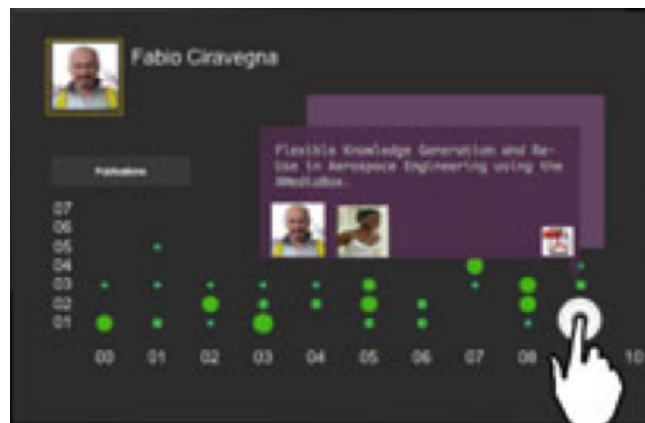 Fabio Ciravegna
Flexible Knowledge Generation and Re-
Use in Aerospace Engineering using the
XMediaBox.
Publications
07
06
05
04
03
02
01
00 01 02 03 04 05 06 07 08 10